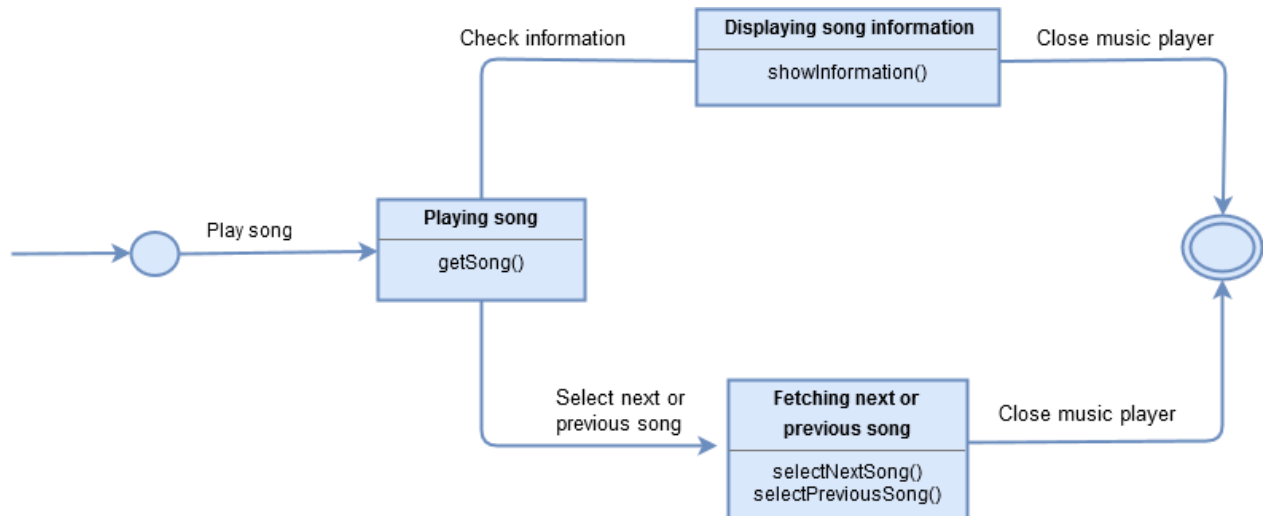 Check information
Displaying song information
showInformation()
Close music player
Play song
Playing song
getSong()
Select next or
previous song
Fetching next or
previous song
selectNextSong()
selectPreviousSong()
Close music player